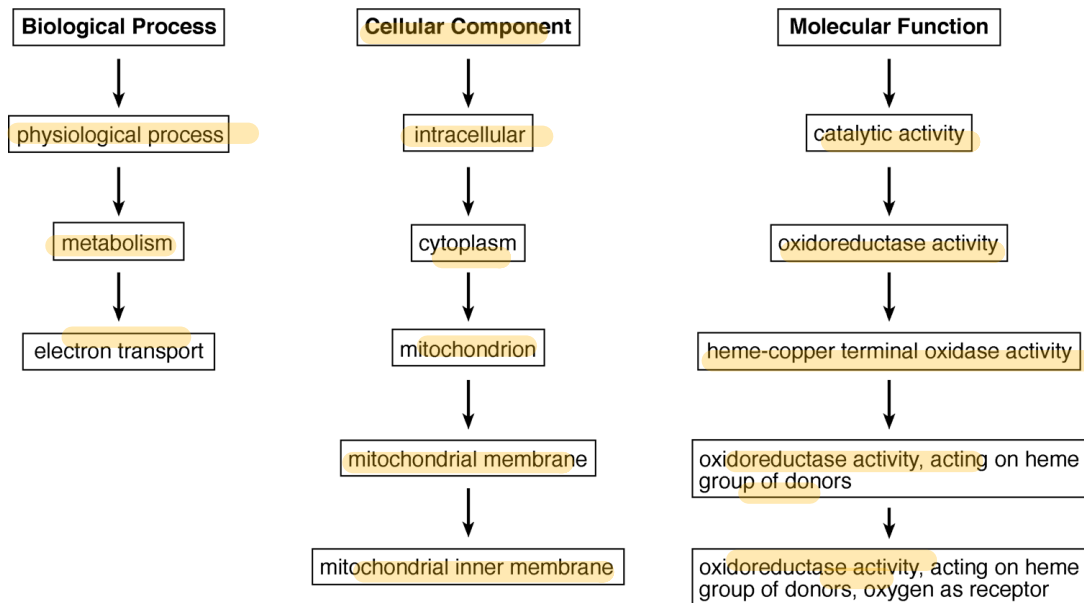 Biological Process
physiological process
metabolism
electron transport
Cellular Component
intracellular
cytoplasm
mitochondrion
mitochondrial membrane
mitochondrial inner membrane
Molecular Function
catalytic activity
oxidoreductase activity
heme-copper terminal oxidase activity
oxidoreductase activity, acting on heme
group of donors
oxidoreductase activity, acting on heme
group of donors, oxygen as receptor